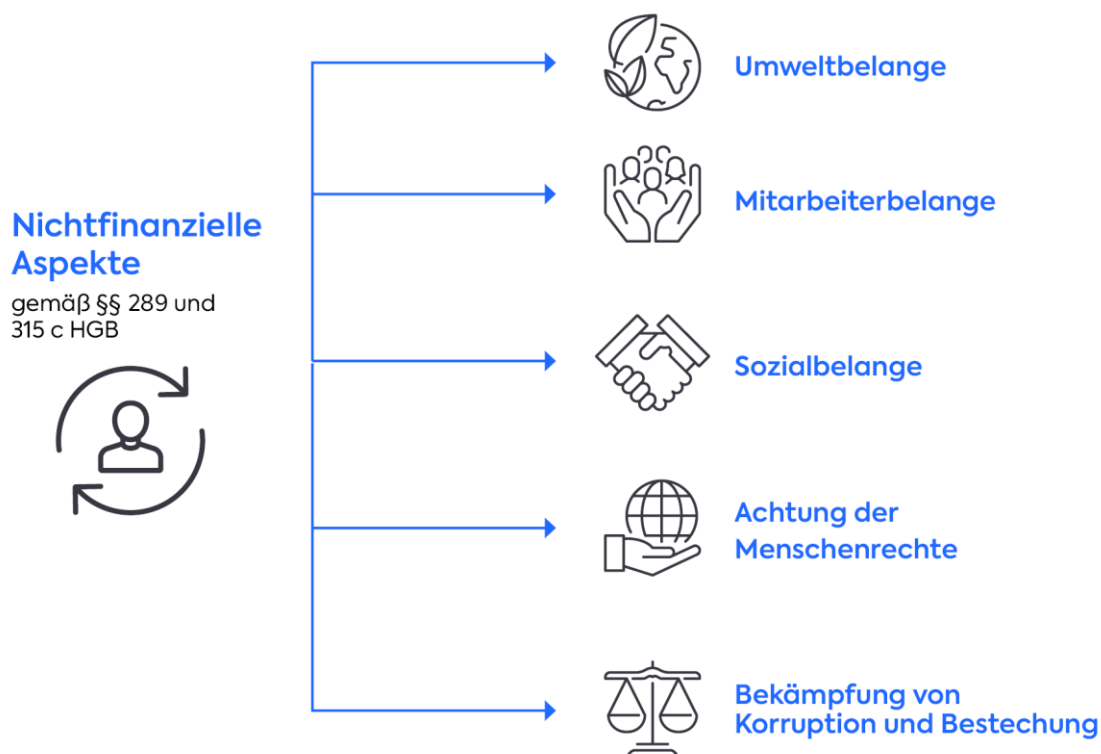 Nichtfinanzielle
Aspekte
gemäß §§ 289 und
315 c HGB
Umweltbelange
Mitarbeiterbelange
Sozialbelange
Achtung der
Menschenrechte
Bekämpfung von
Korruption und Bestechung